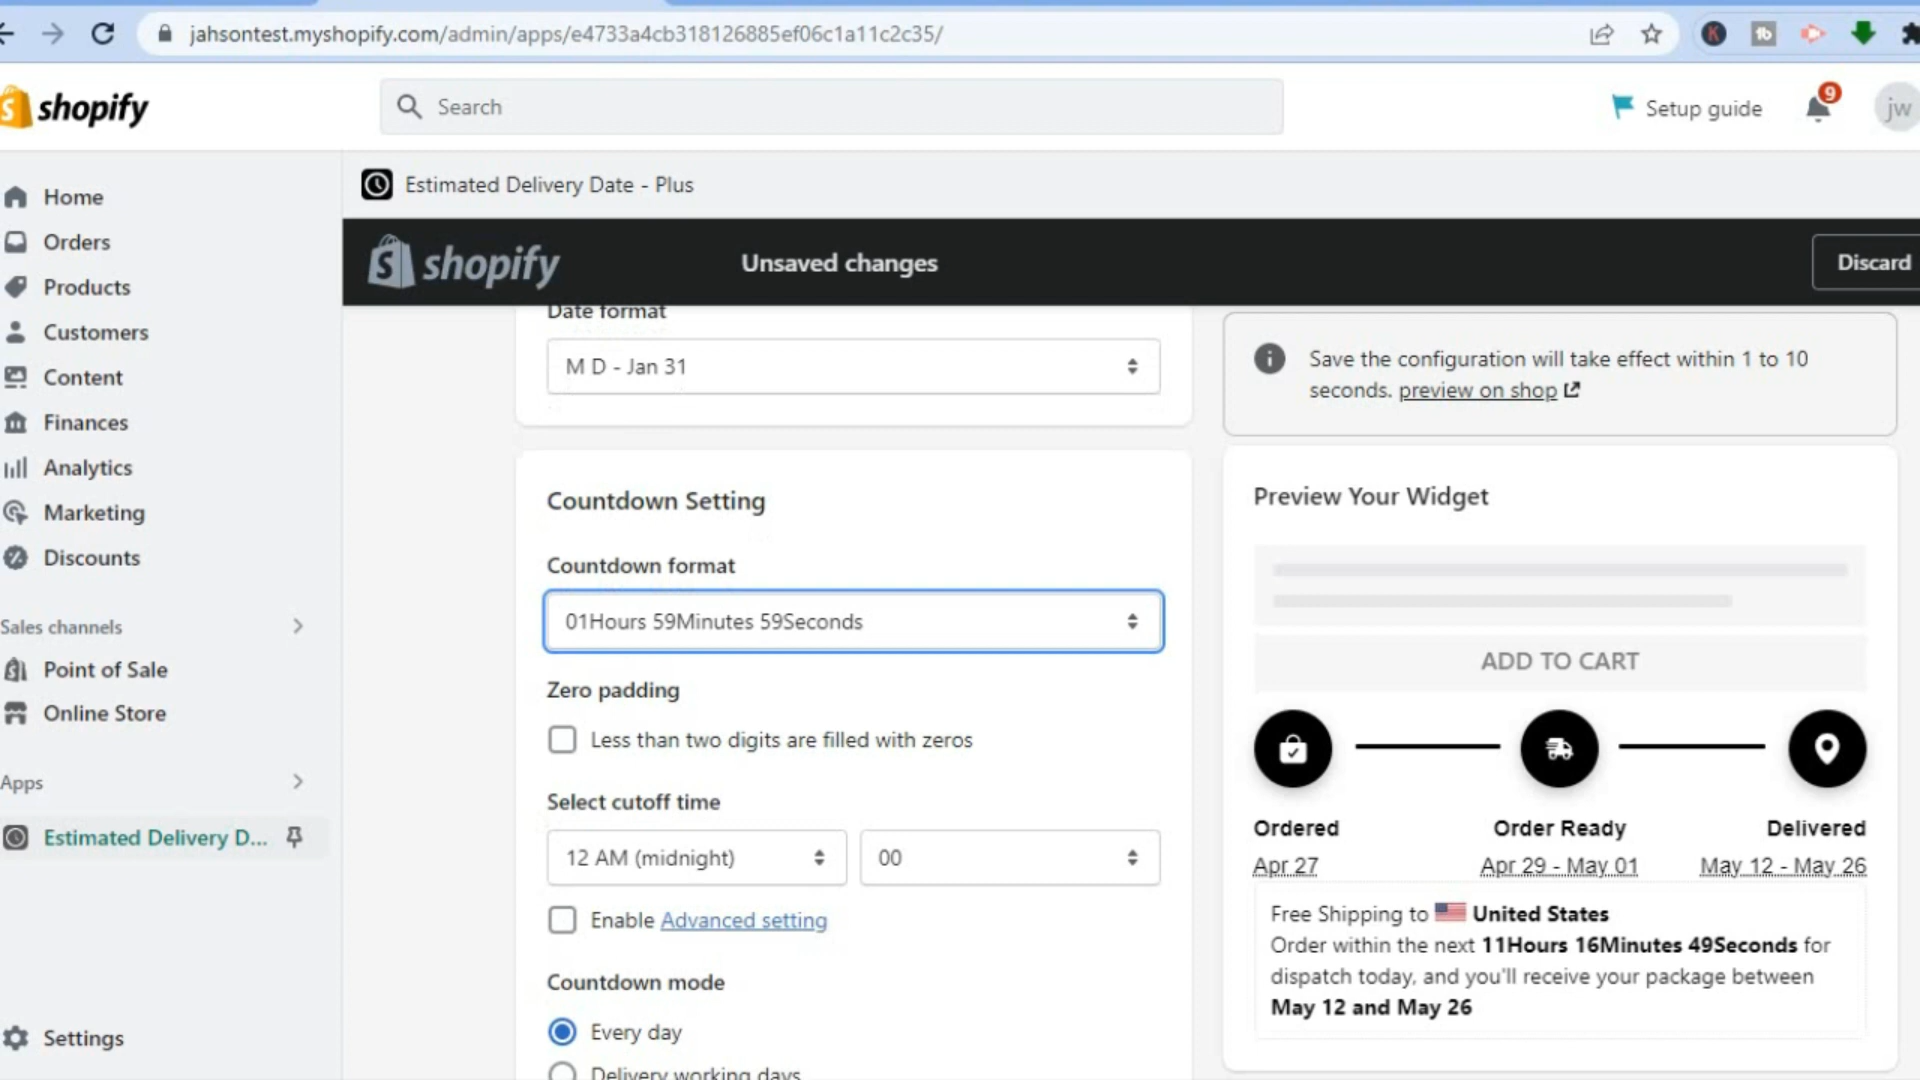 jahsontest.myshopify.com/admin/apps/e4733a4cb318126885ef06c1a11c2c35/
K
tb
shopify
Search
Setup guide
9
jw
Home
Orders
Products
Customers
Content
Finances
Analytics
Marketing
Discounts
Sales channels
Point of Sale
Online Store
Apps
Estimated Delivery D...
Settings
Estimated Delivery Date - Plus
shopify
Unsaved changes
Discard
Date format
M D - Jan 31
Countdown Setting
Countdown format
01Hours 59Minutes 59Seconds
Zero padding
Less than two digits are filled with zeros
Select cutoff time
12 AM (midnight)
00
Enable Advanced setting
Countdown mode
Every day
Delivery working days
Save the configuration will take effect within 1 to 10
seconds. preview on shop
Preview Your Widget
ADD TO CART
Ordered
Order Ready
Delivered
Apr 27
Apr 29 - May 01
May 12 - May 26
Free Shipping to United States
Order within the next 11Hours 16Minutes 49Seconds for
dispatch today, and you'll receive your package between
May 12 and May 26